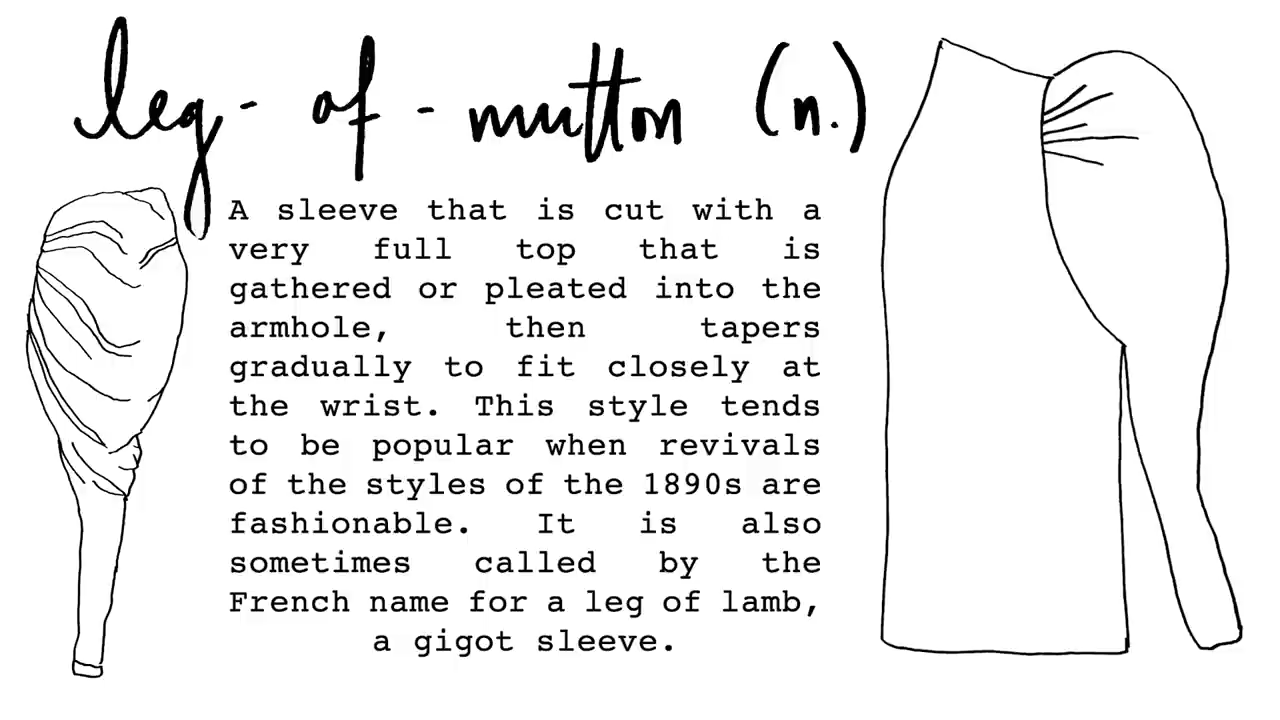 leg-of-mutton (n.)
A sleeve that is cut with a
very full top that is
gathered or pleated into the
armhole, then tapers
gradually to fit closely at
the wrist. This style tends
to be popular when revivals
of the styles of the 1890s are
fashionable. It is also
sometimes called by the
French name for a leg of lamb,
a gigot sleeve.